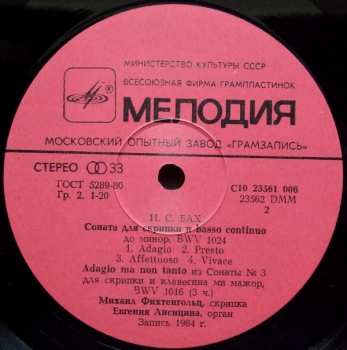 МИНИСТЕРСТВО КУЛЬТУРЫ СССР
ВСЕСОЮЗНАЯ ФИРМА ГРАМПЛАСТИНОК
МЕЛОДИЯ
МОСКОВСКИЙ ОПЫТНЫЙ ЗАВОД «ГРАМЗАПИСЬ»
СТЕРЕО 33
ГОСТ 5289-80
Гр. 2. 1-20
С10 23561 006
23562 DMM
2
И. С. БАХ
Соната для скрипки и basso continuo
до минор, BWV 1024
1. Adagio 2. Presto
3. Affettuoso 4. Vivace
Adagio ma non tanto из Сонаты № 3
для скрипки и клавесина ми мажор,
BWV 1016 (3 ч.)
Михаил Фихтенгольц, скрипка
Евгения Лисицина, орган
Запись 1984 г.